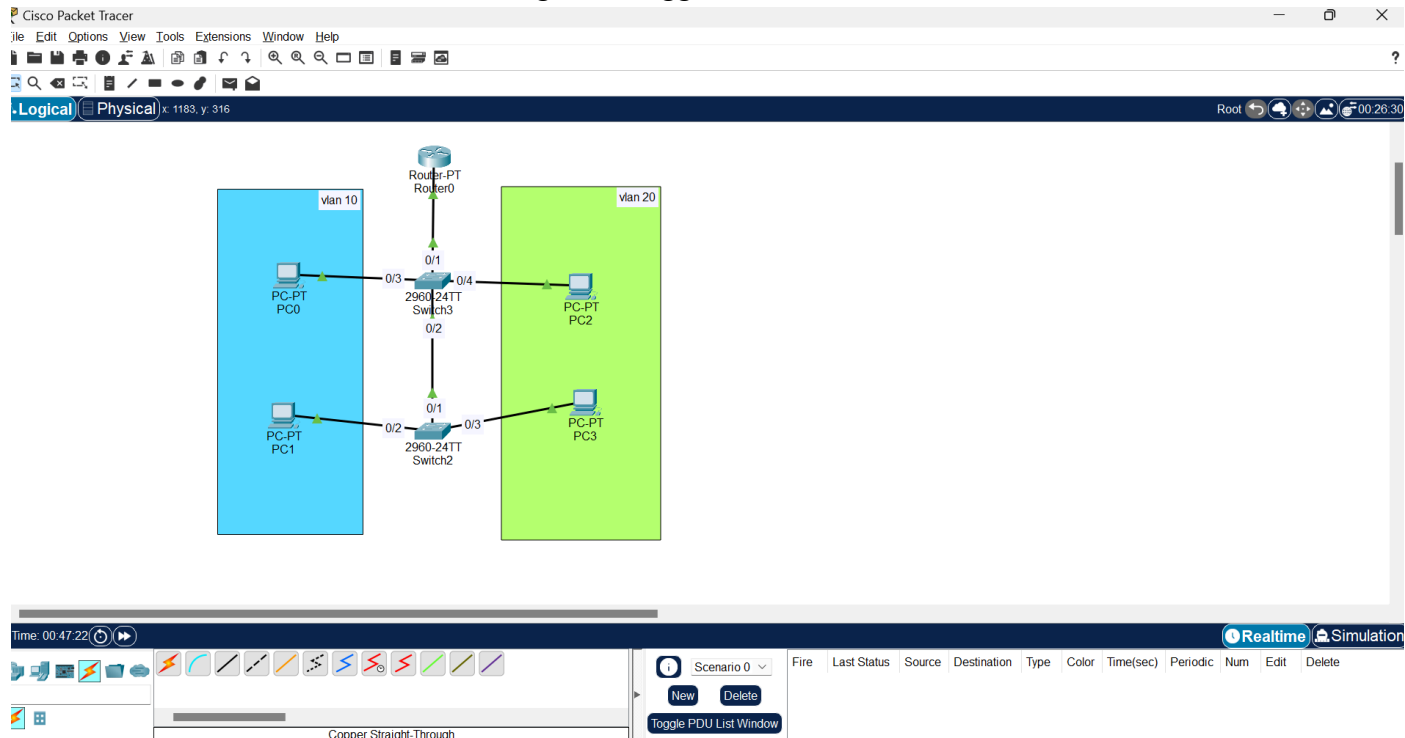 Cisco Packet Tracer
ile Edit Options View Tools Extensions Window Help
?
Logical Physical x: 1183, y: 316 Root 00:26:30
Router-PT
Router0
vlan 10
vlan 20
0/1
0/3
0/4
PC-PT
PC0
2960-24TT
Switch3
PC-PT
PC2
0/2
0/1
0/2
0/3
PC-PT
PC1
2960-24TT
Switch2
PC-PT
PC3
Time: 00:47:22 Realtime Simulation
Scenario 0
Fire Last Status Source Destination Type Color Time(sec) Periodic Num Edit Delete
New Delete
Toggle PDU List Window
Copper Straight-Through